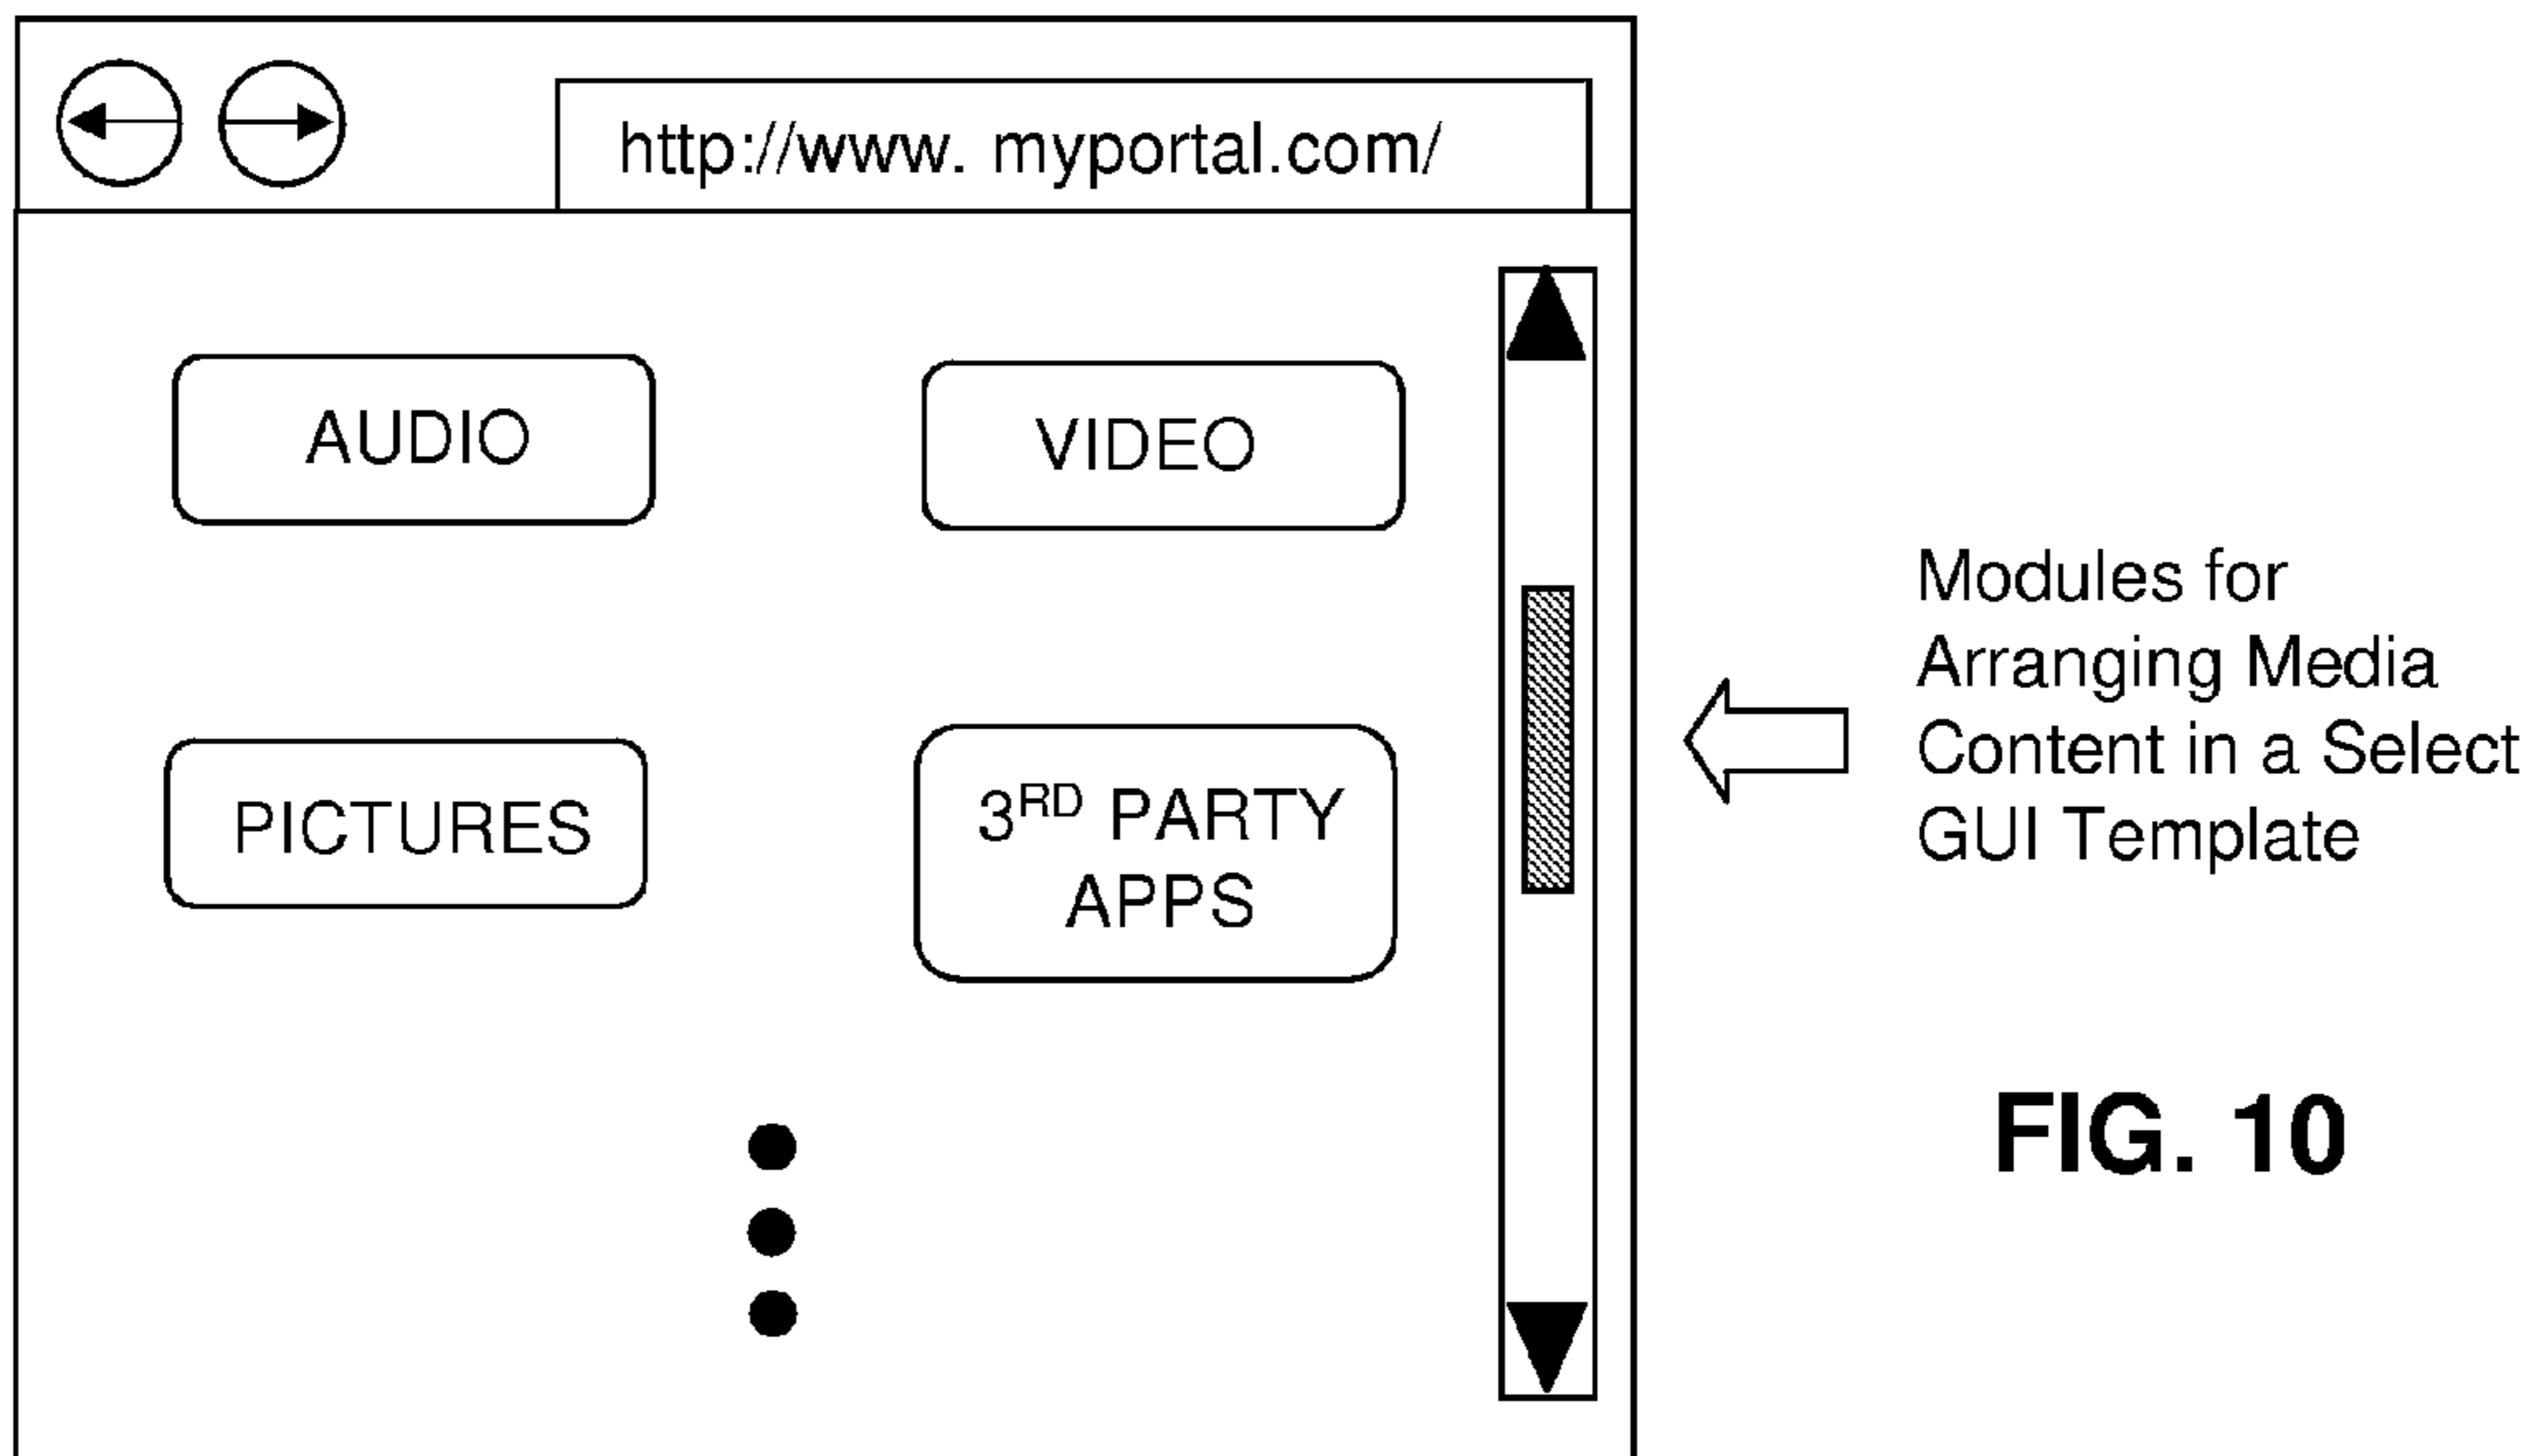 http://www. myportal.com/
AUDIO
VIDEO
PICTURES
3RD PARTY
APPS
Modules for
Arranging Media
Content in a Select
GUI Template
FIG. 10